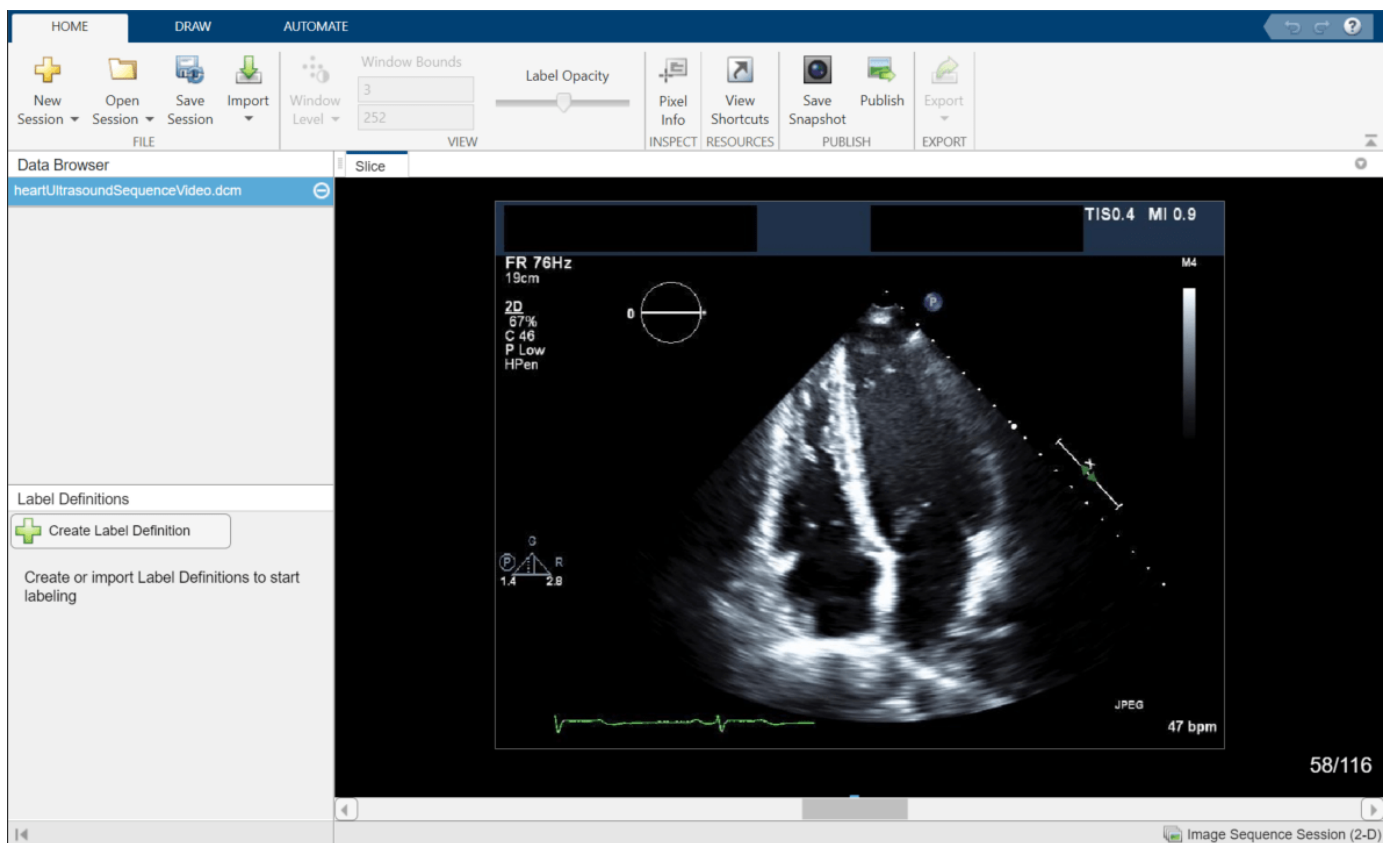 HOME DRAW AUTOMATE
?
New Session
Open Session
Save Session
Import
FILE
Window Level
Window Bounds
3
252
Label Opacity
VIEW
Pixel Info
INSPECT
View Shortcuts
RESOURCES
Save Snapshot
Publish
PUBLISH
Export
EXPORT
Data Browser
heartUltrasoundSequenceVideo.dcm
Label Definitions
Create Label Definition
Create or import Label Definitions to start
labeling
Slice
TIS0.4 MI 0.9
FR 76Hz
19cm
M4
2D
67%
C 46
P Low
HPen
0
P
G
P R
1.4 2.8
JPEG
47 bpm
58/116
Image Sequence Session (2-D)